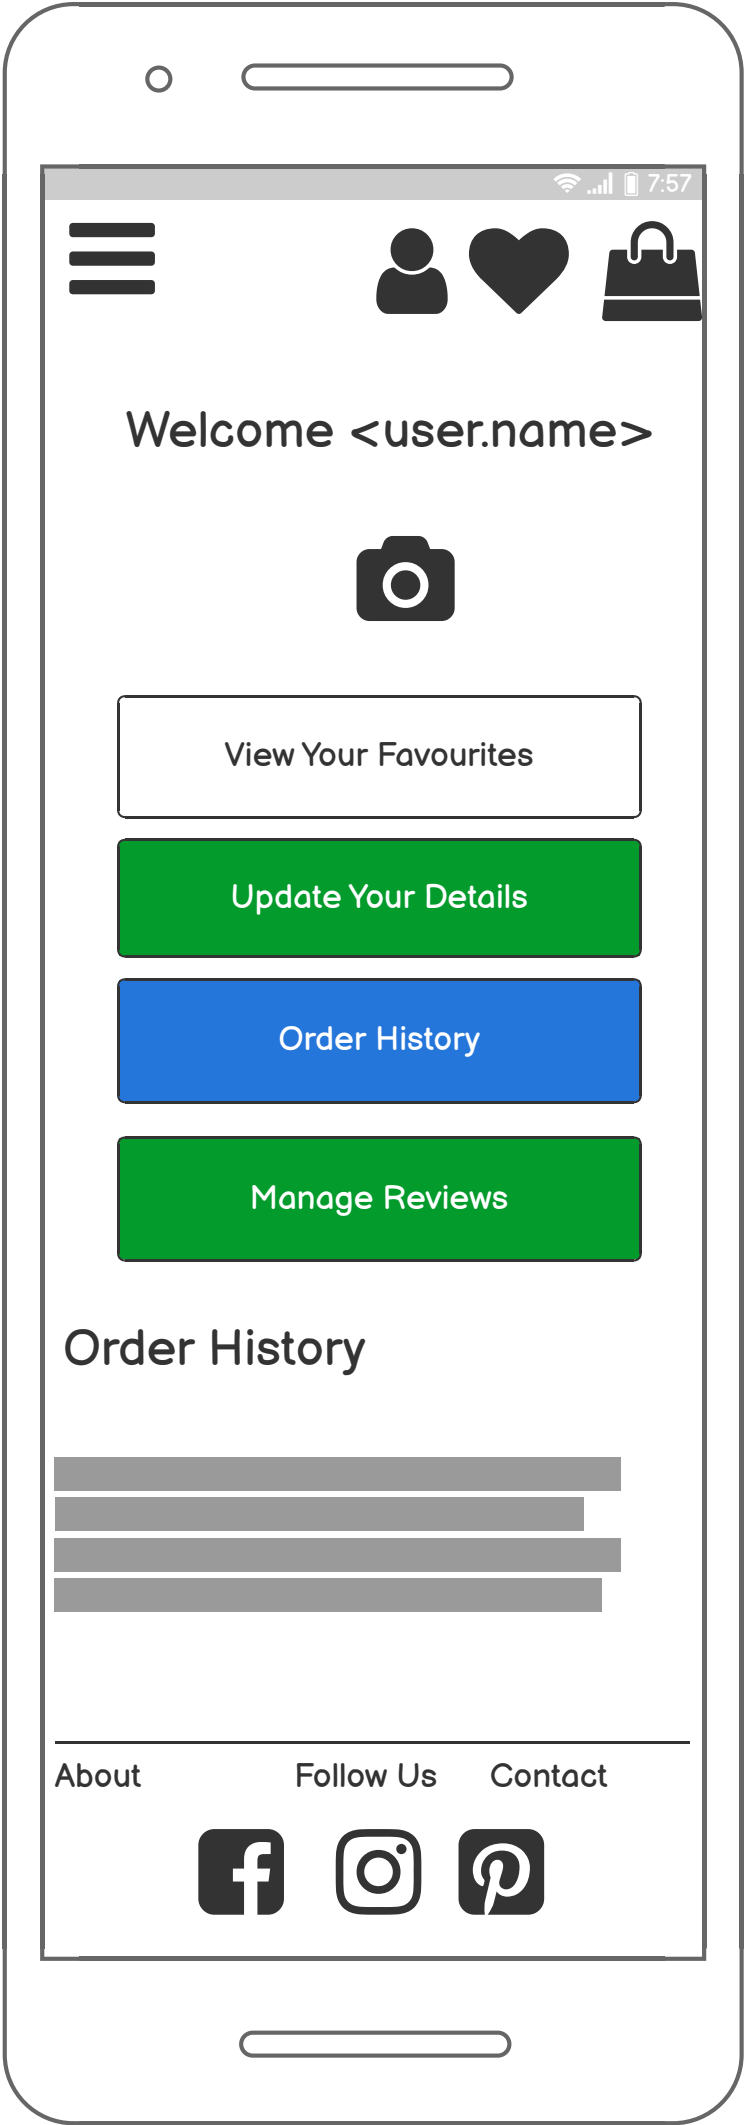 7:57
Welcome <user.name>
View Your Favourites
Update Your Details
Order History
Manage Reviews
Order History
About Follow Us Contact